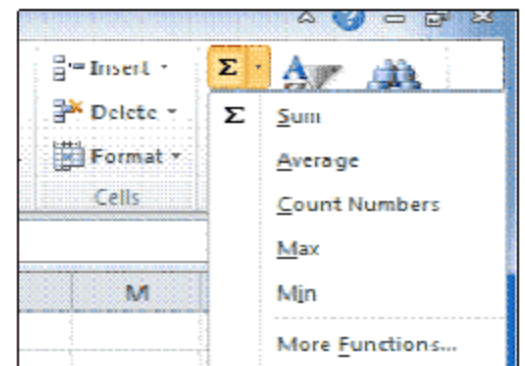 Insert
Delete
Format
Cells
Σ
Σ Sum
Average
Count Numbers
Max
Min
More Functions...
M